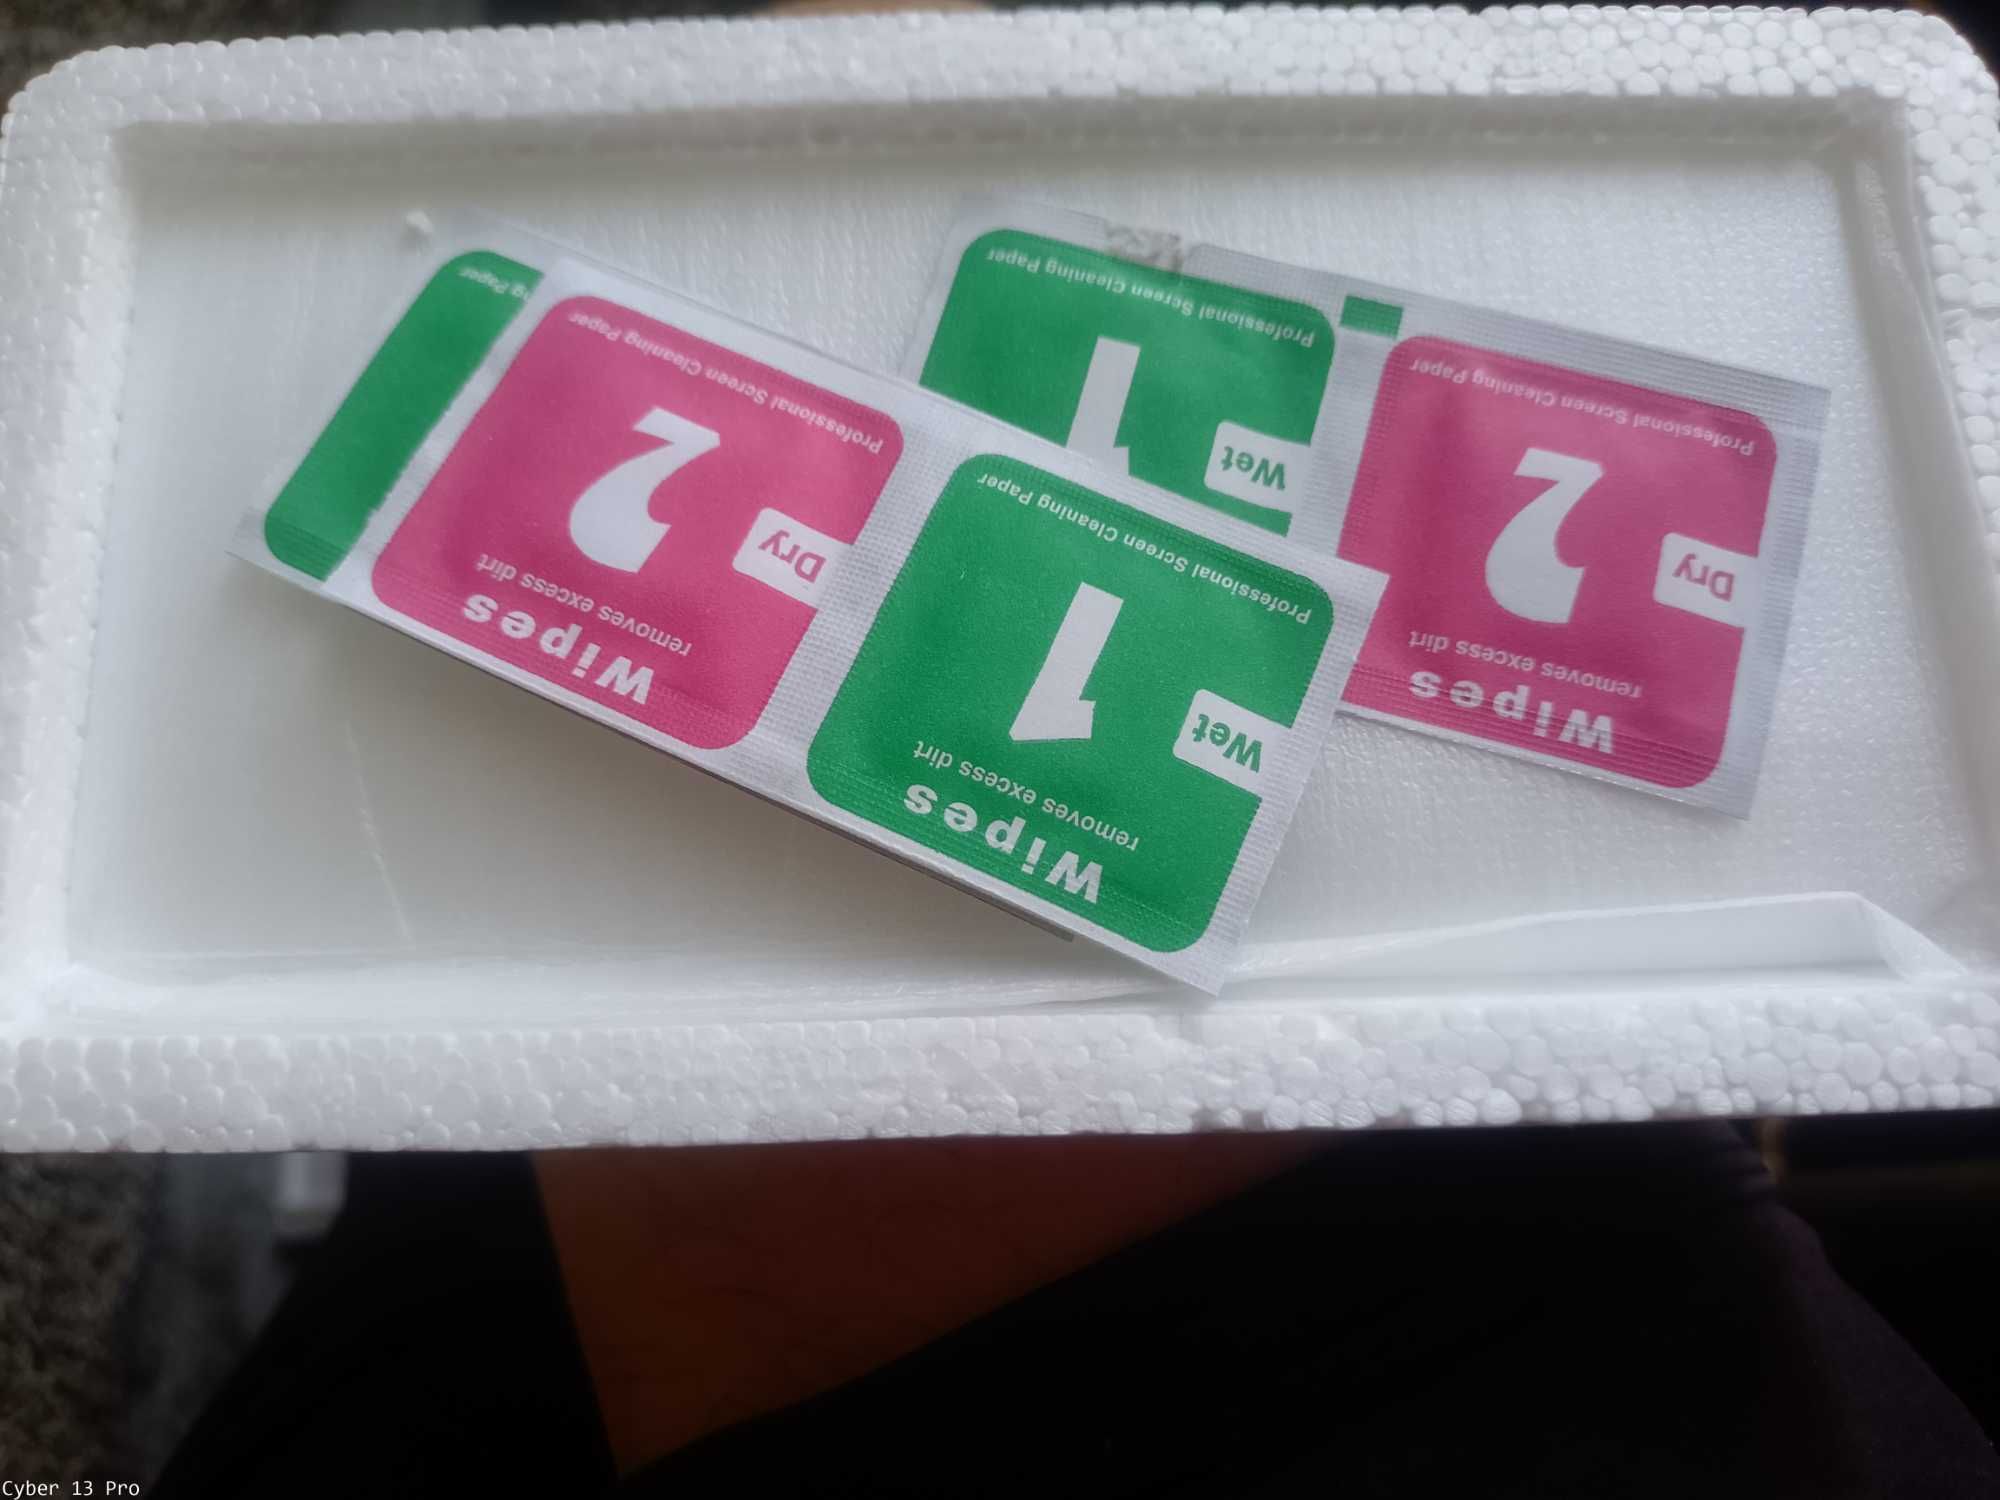 Wipes
removes excess dirt
Dry
2
Professional Screen Cleaning Paper
Wipes
removes excess dirt
Wet
1
Professional Screen Cleaning Paper
Wipes
removes excess dirt
Dry
2
Professional Screen Cleaning Paper
Wet
1
Professional Screen Cleaning Paper
Paper
Cyber 13 Pro